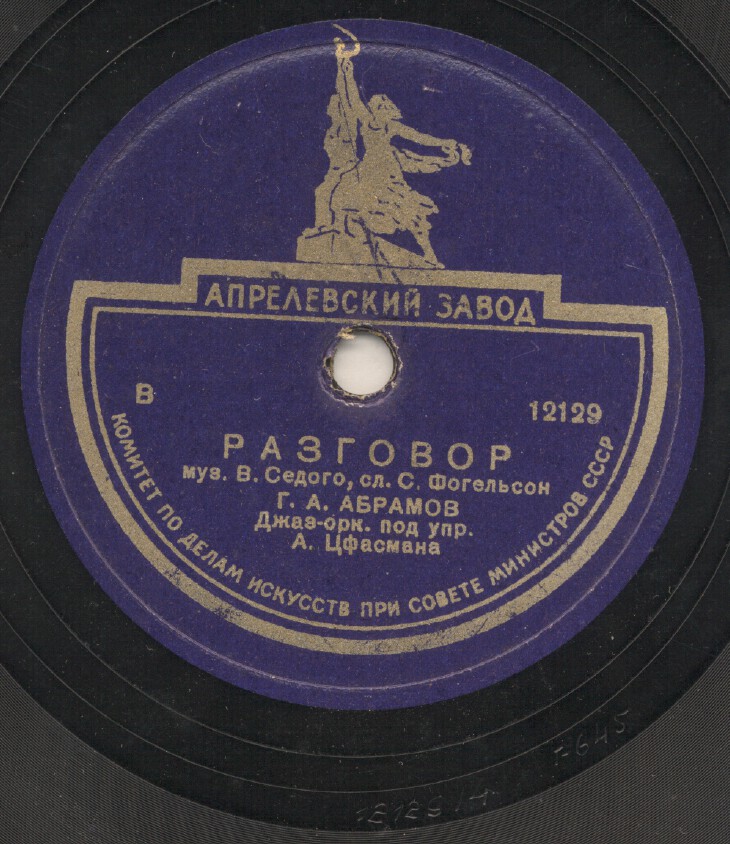 АПРЕЛЕВСКИЙ ЗАВОД
В
12129
РАЗГОВОР
муз. В. Седого, сл. С. Фогельсон
Г. А. АБРАМОВ
Джаз-орк. под упр.
А. Цфасмана
КОМИТЕТ ПО ДЕЛАМ ИСКУССТВ ПРИ СОВЕТЕ МИНИСТРОВ СССР